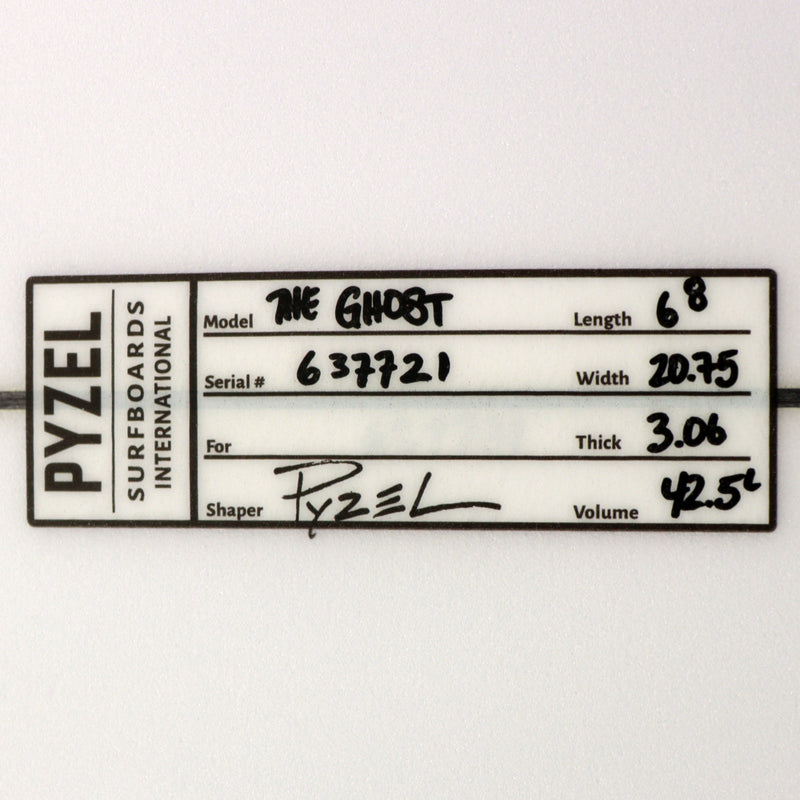 PYZEL
SURFBOARDS
INTERNATIONAL
Model THE GHOST Length 6 8
Serial # 637721 Width 20.75
For Thick 3.06
Shaper PYZEL Volume 42.5L